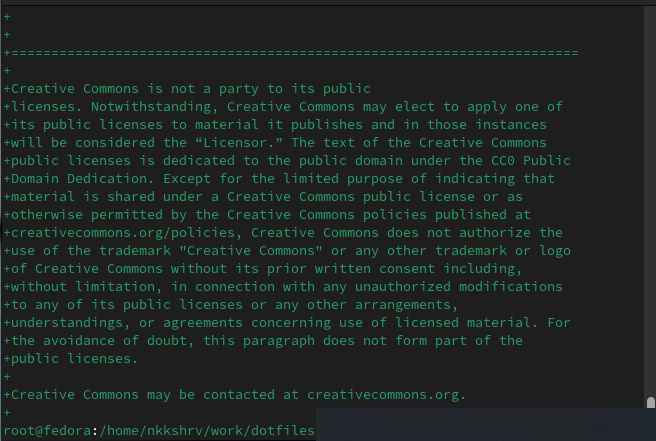 +
+
+=======================================================================
+
+Creative Commons is not a party to its public
+licenses. Notwithstanding, Creative Commons may elect to apply one of
+its public licenses to material it publishes and in those instances
+will be considered the “Licensor.” The text of the Creative Commons
+public licenses is dedicated to the public domain under the CC0 Public
+Domain Dedication. Except for the limited purpose of indicating that
+material is shared under a Creative Commons public license or as
+otherwise permitted by the Creative Commons policies published at
+creativecommons.org/policies, Creative Commons does not authorize the
+use of the trademark "Creative Commons" or any other trademark or logo
+of Creative Commons without its prior written consent including,
+without limitation, in connection with any unauthorized modifications
+to any of its public licenses or any other arrangements,
+understandings, or agreements concerning use of licensed material. For
+the avoidance of doubt, this paragraph does not form part of the
+public licenses.
+
+Creative Commons may be contacted at creativecommons.org.
+
root@fedora:/home/nkkshrv/work/dotfiles